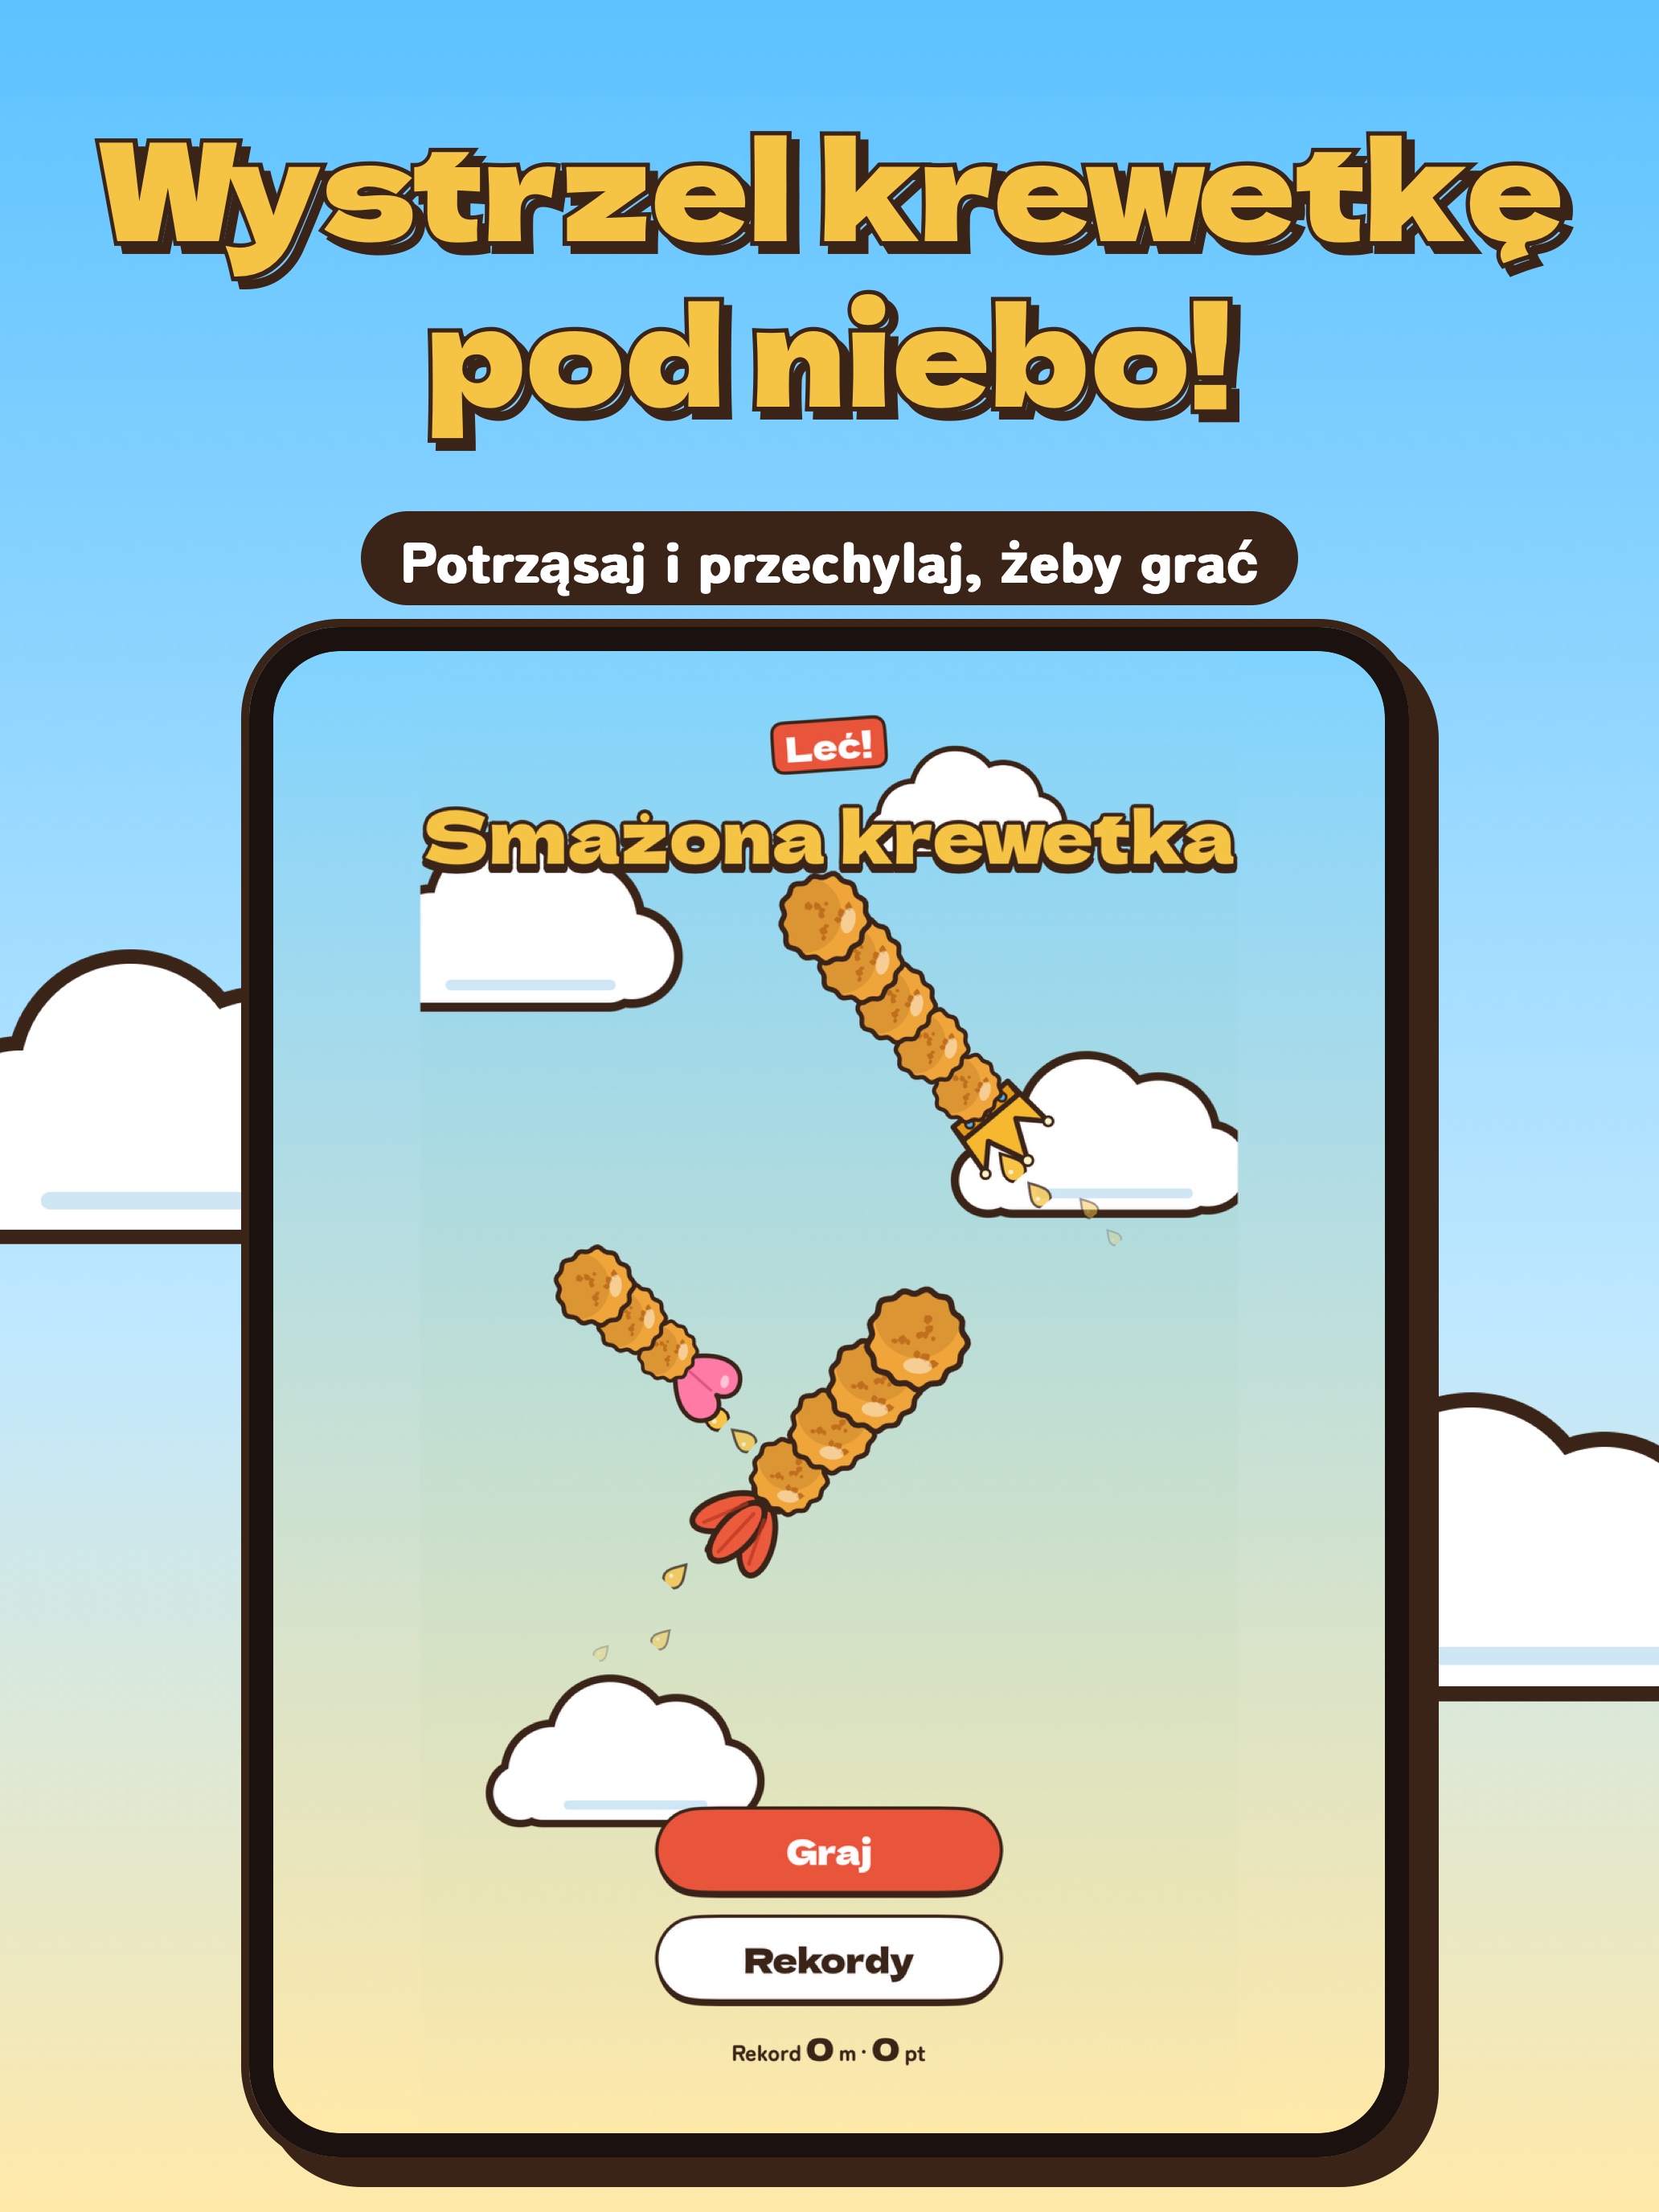 Wystrzel krewetkę
pod niebo!
Potrząsaj i przechylaj, żeby grać
Leć!
Smażona krewetka
Graj
Rekordy
Rekord 0 m · 0 pt